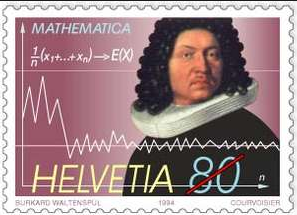 MATHEMATICA
1/n (x₁+...+xₙ) → E(X)
HELVETIA 80
n
BURKARD WALTENSPÜL 1994 COURVOISIER